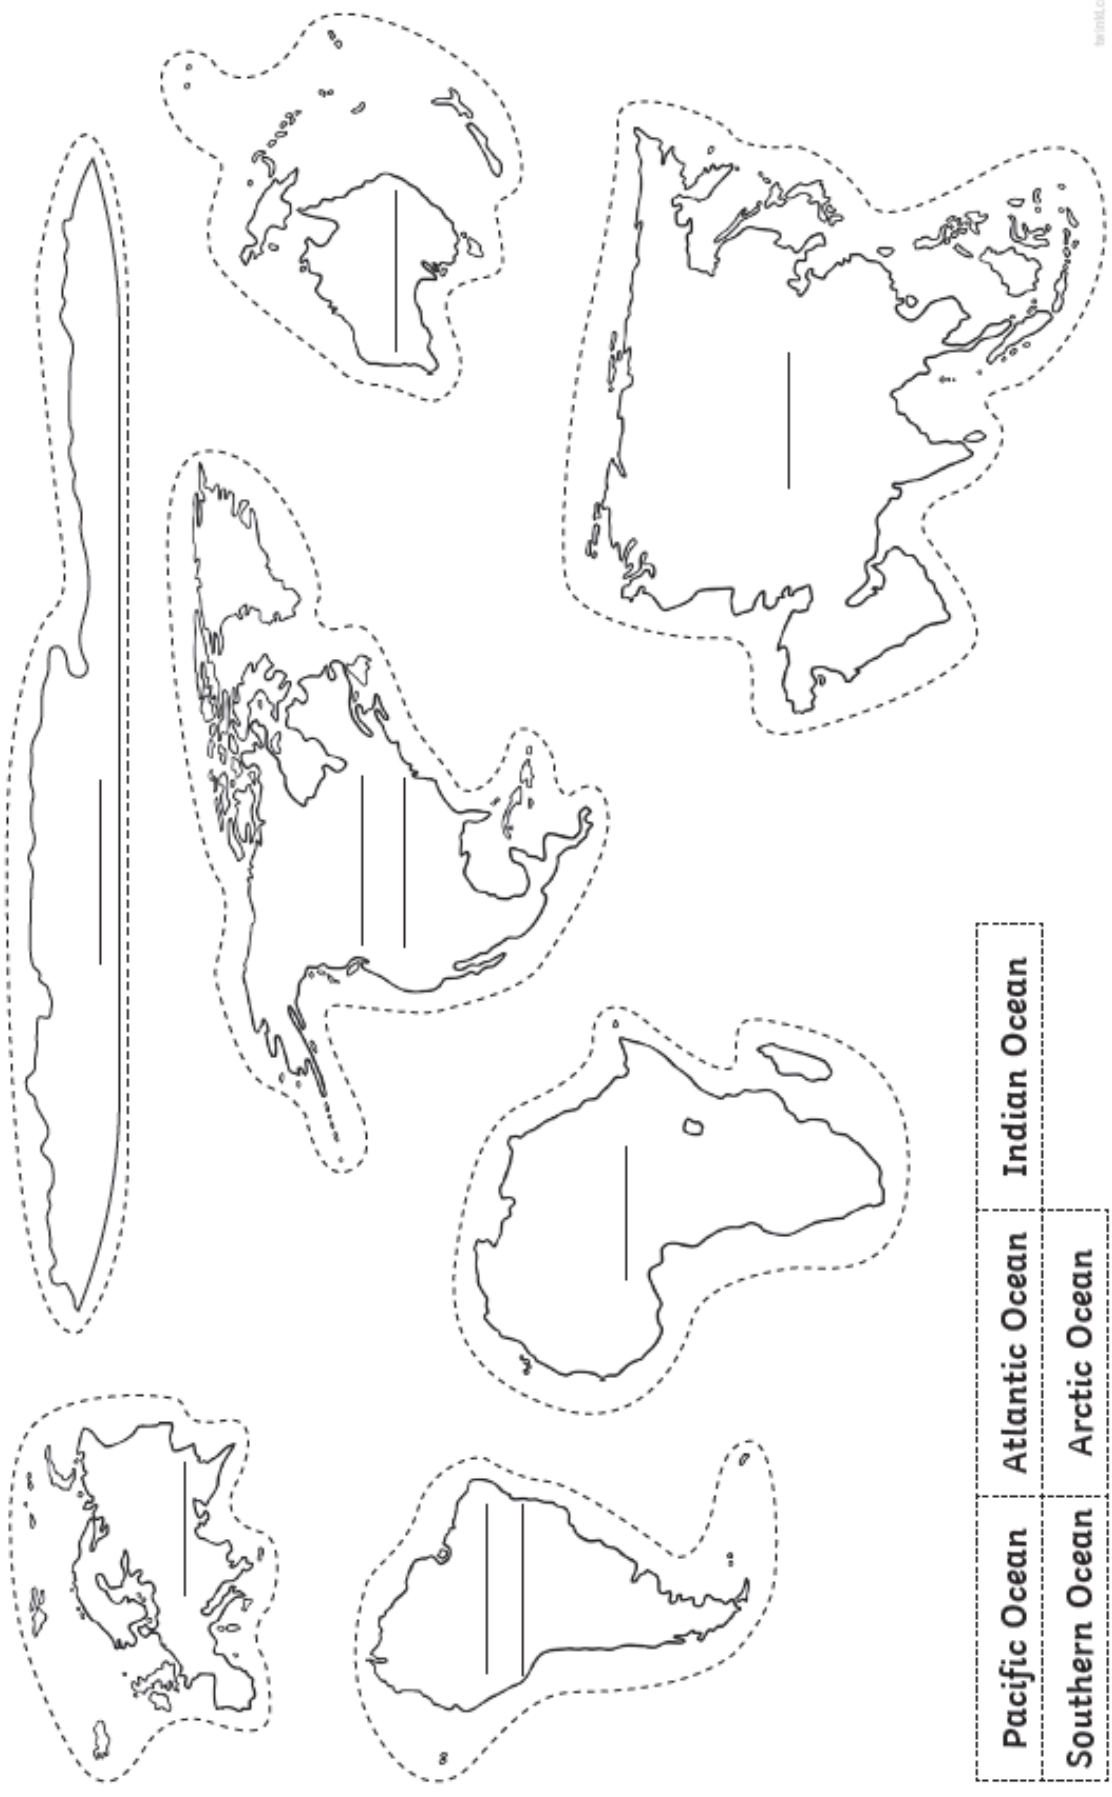 Pacific Ocean
Atlantic Ocean
Indian Ocean
Southern Ocean
Arctic Ocean